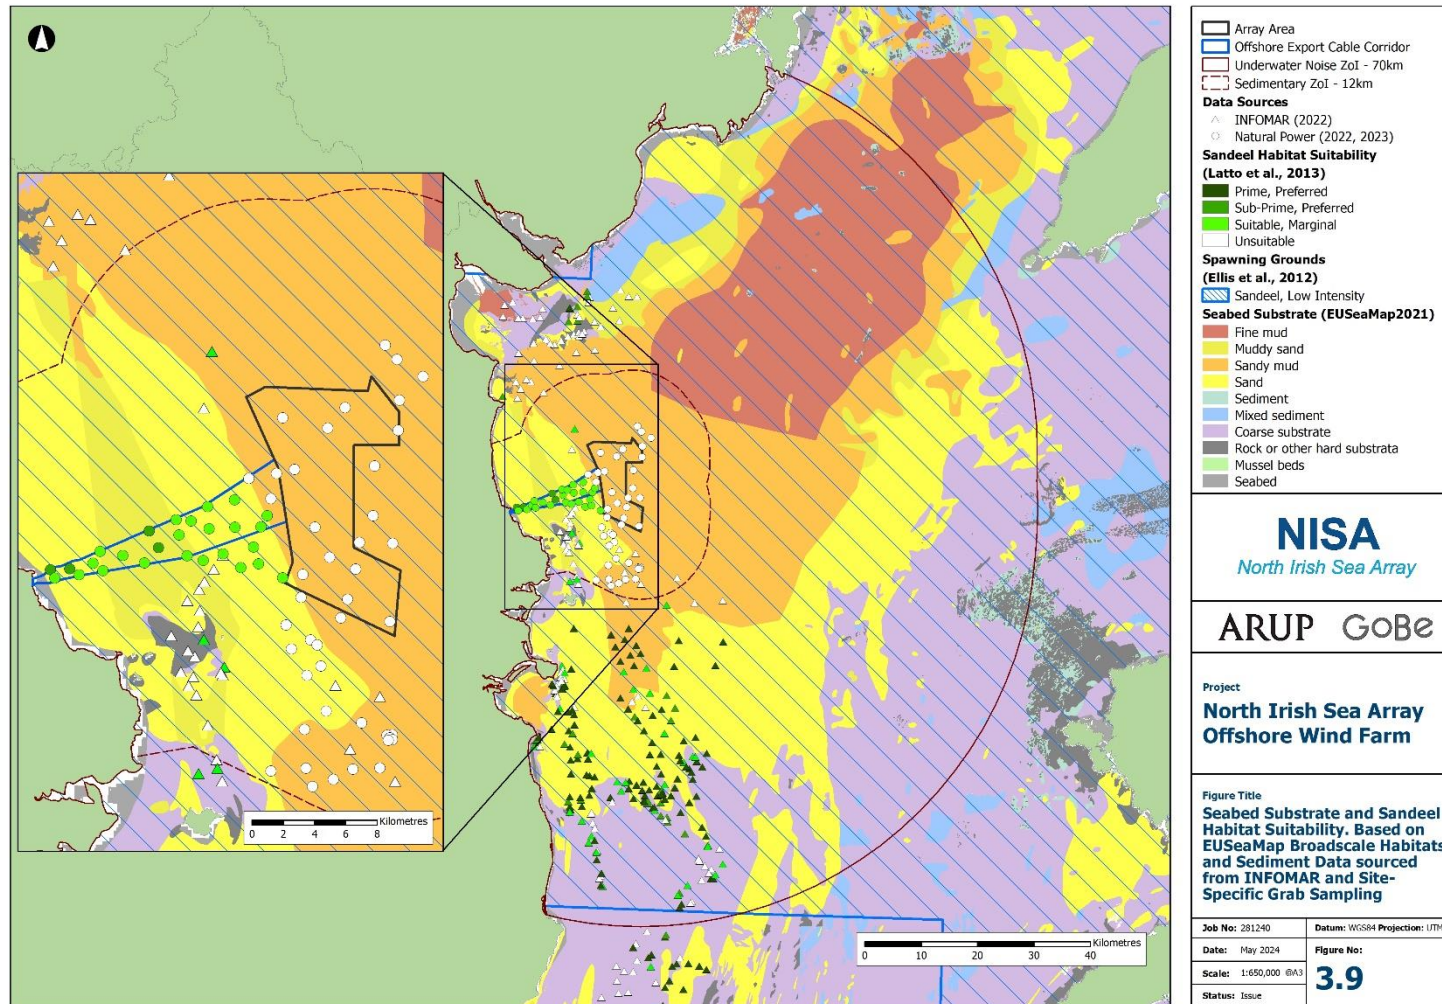 Array Area
Offshore Export Cable Corridor
Underwater Noise ZoI - 70km
Sedimentary ZoI - 12km
Data Sources
INFOMAR (2022)
Natural Power (2022, 2023)
Sandeel Habitat Suitability
(Latto et al., 2013)
Prime, Preferred
Sub-Prime, Preferred
Suitable, Marginal
Unsuitable
Spawning Grounds
(Ellis et al., 2012)
Sandeel, Low Intensity
Seabed Substrate (EUSeaMap2021)
Fine mud
Muddy sand
Sandy mud
Sand
Sediment
Mixed sediment
Coarse substrate
Rock or other hard substrata
Mussel beds
Seabed
NISA
North Irish Sea Array
ARUP GoBe
Project
North Irish Sea Array
Offshore Wind Farm
Figure Title
Seabed Substrate and Sandeel
Habitat Suitability. Based on
EUSeaMap Broadscale Habitats
and Sediment Data sourced
from INFOMAR and Site-
Specific Grab Sampling
Job No: 281240 Datum: WGS84 Projection: UTM
Date: May 2024 Figure No:
Scale: 1:650,000 @A3 3.9
Status: Issue
Kilometres
0 2 4 6 8
Kilometres
0 10 20 30 40